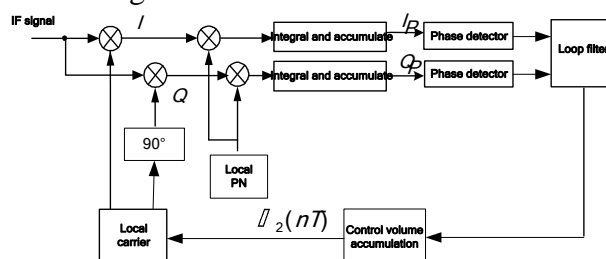 IF signal
I
Integral and accumulate
I_P
Phase detector
Loop filter
Q
Integral and accumulate
Q_P
Phase detector
90°
Local
PN
Local
carrier
₂(nT)
Control volume
accumulation